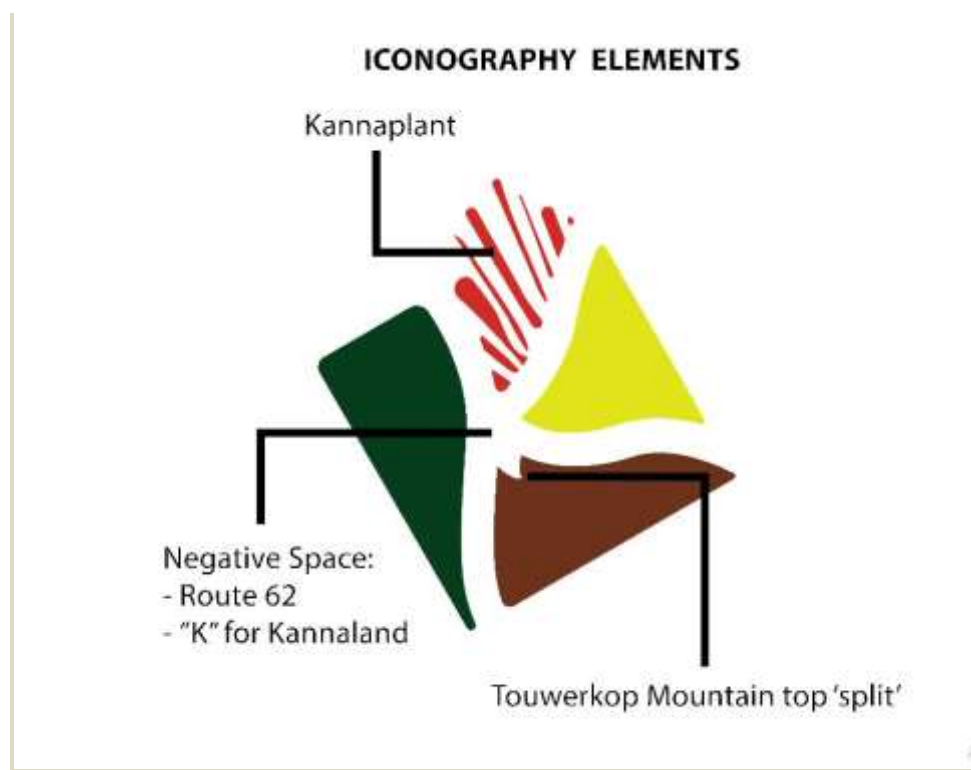 ICONOGRAPHY ELEMENTS
Kannaplant
Negative Space:
- Route 62
- ”K” for Kannaland
Touwerkop Mountain top ‘split’